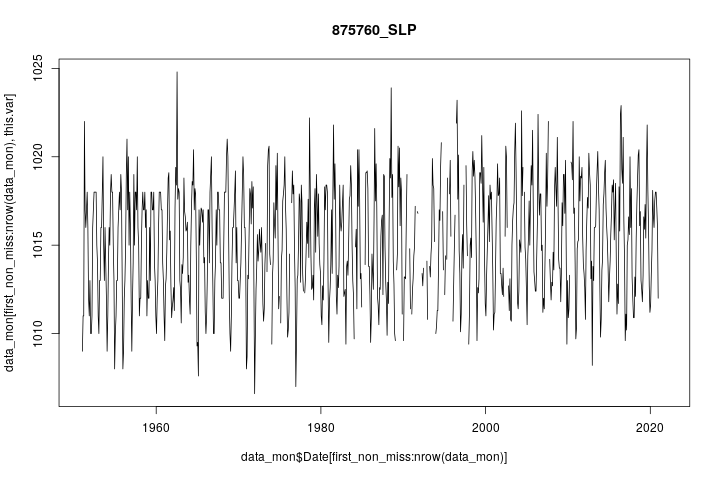 875760_SLP
data_mon[first_non_miss:nrow(data_mon), this.var]
1025
1020
1015
1010
1960
1980
2000
2020
data_mon$Date[first_non_miss:nrow(data_mon)]